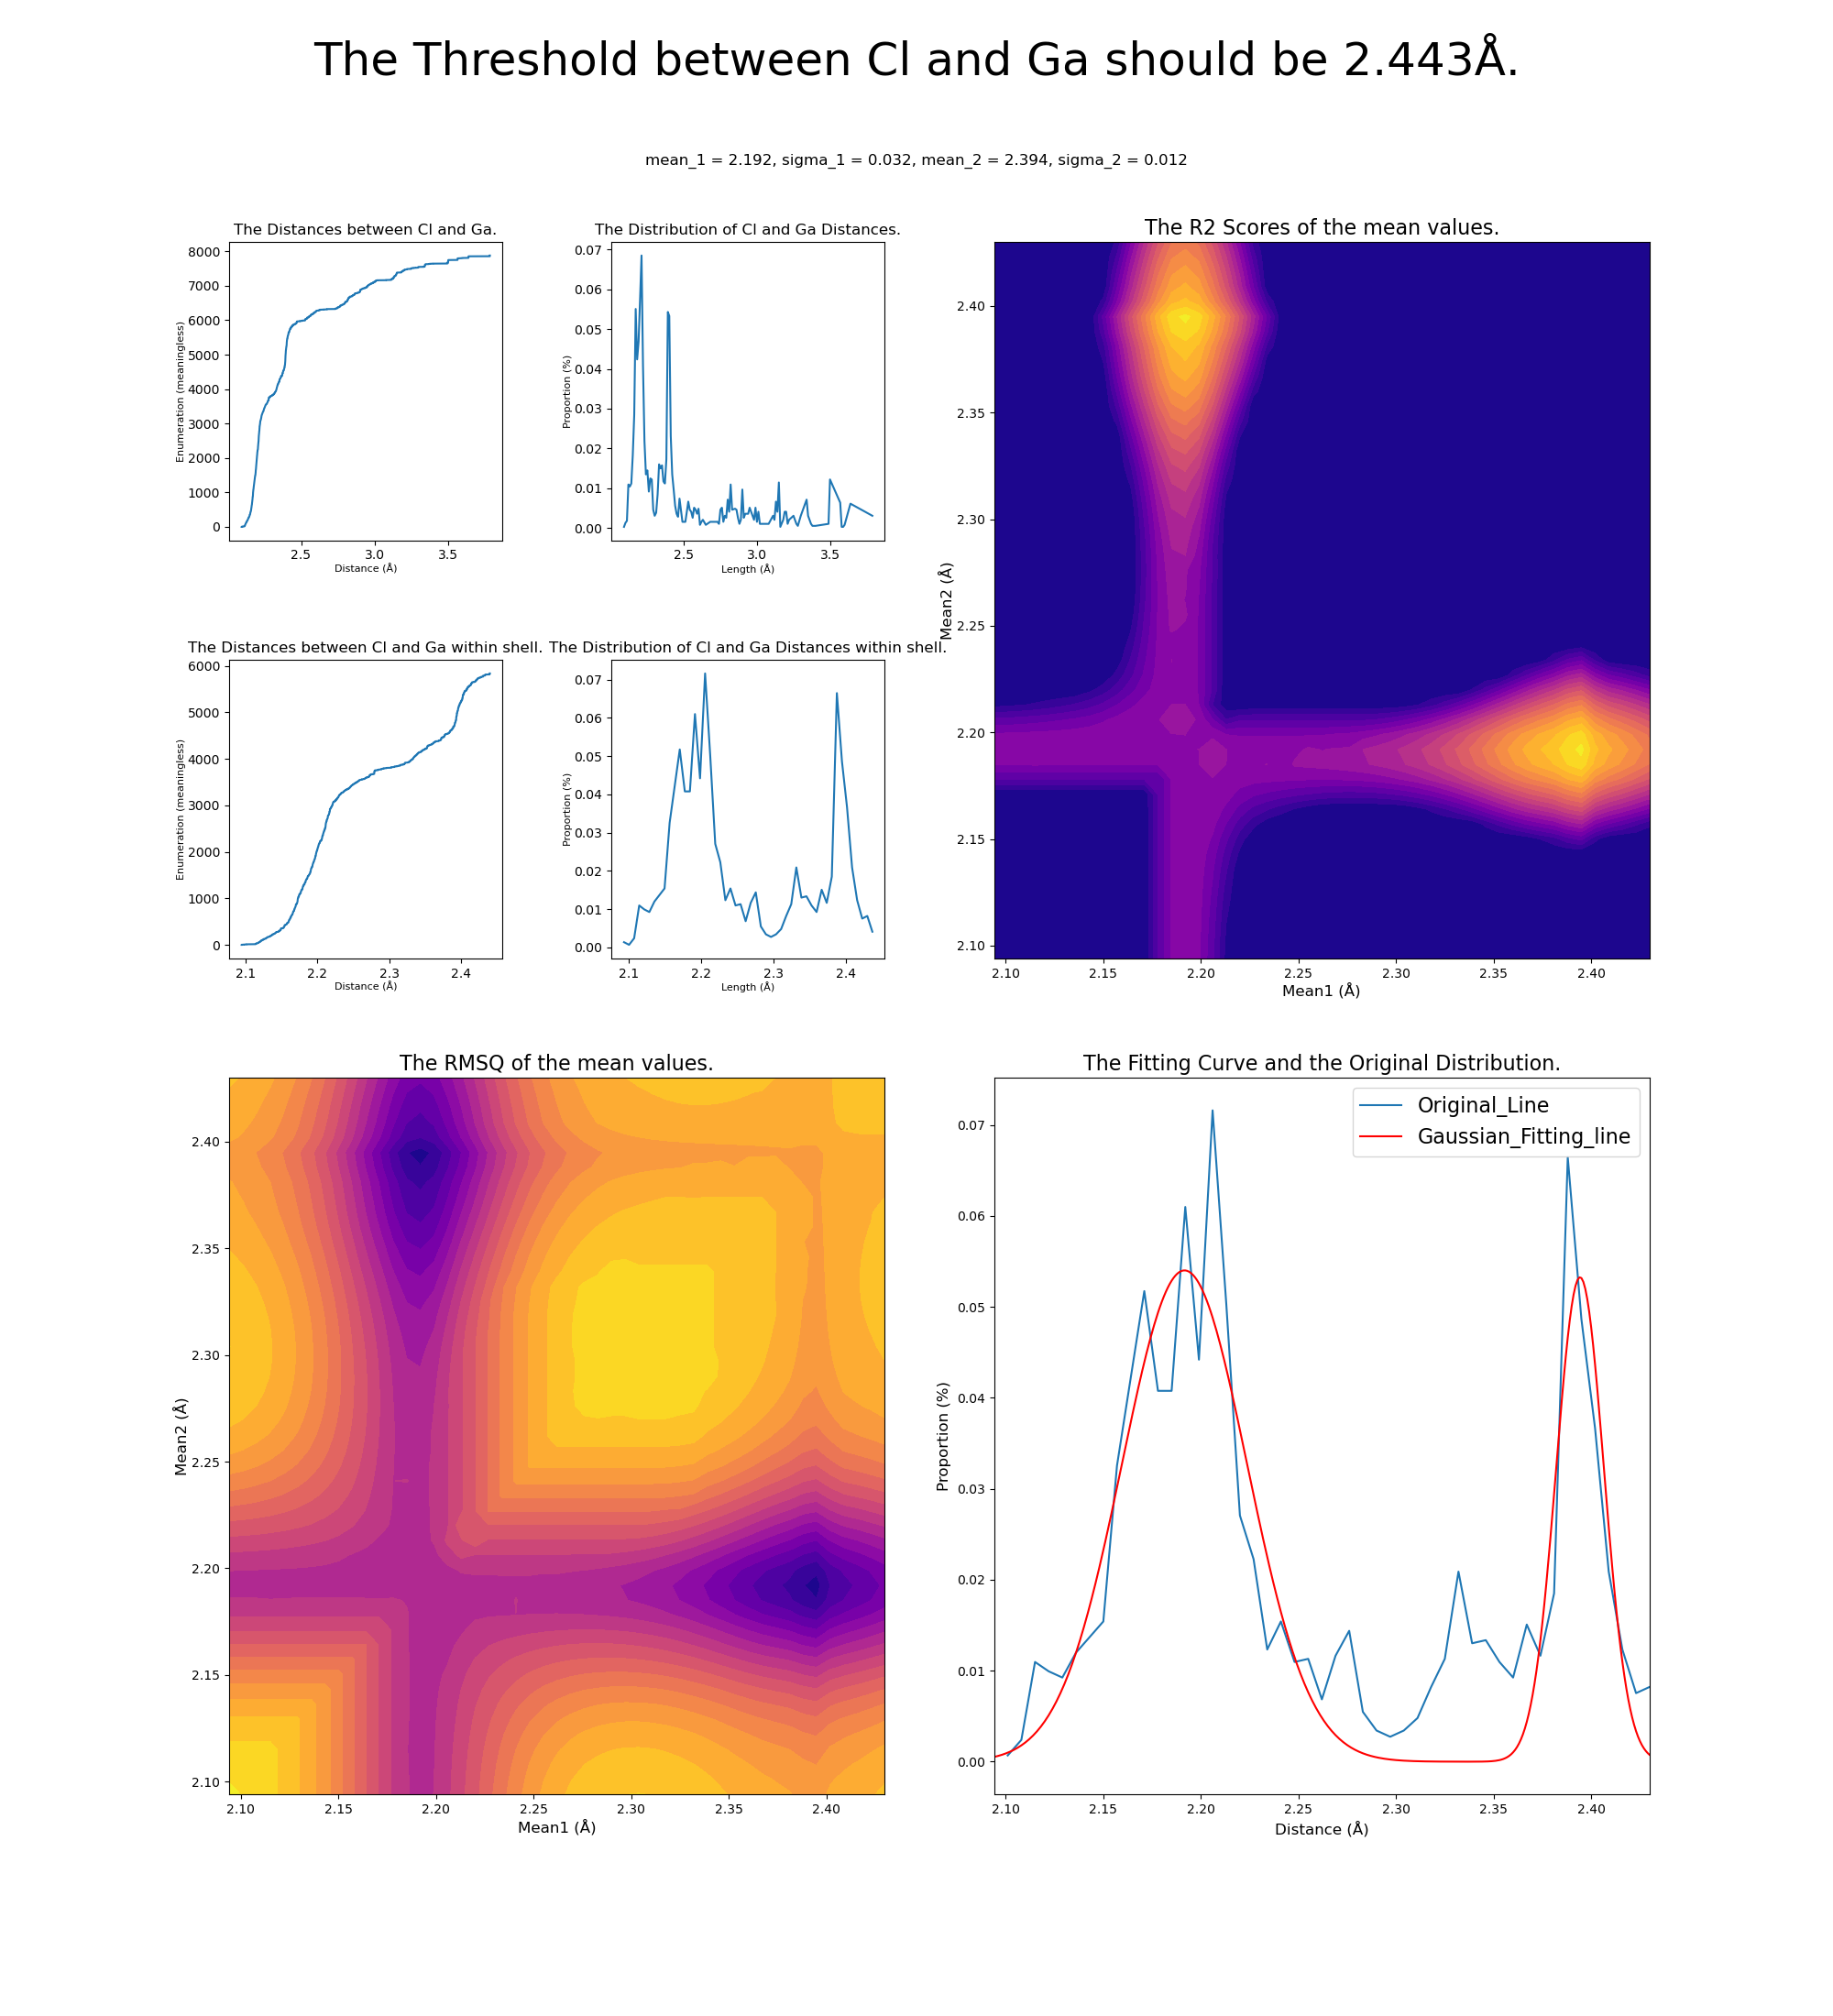 The Threshold between Cl and Ga should be 2.443Å.
mean_1 = 2.192, sigma_1 = 0.032, mean_2 = 2.394, sigma_2 = 0.012
The Distances between Cl and Ga.
8000
7000
6000
5000
4000
3000
2000
1000
0
Enumeration (meaningless)
2.5 3.0 3.5
Distance (Å)
The Distribution of Cl and Ga Distances.
0.07
0.06
0.05
0.04
0.03
0.02
0.01
0.00
Proportion (%)
2.5 3.0 3.5
Length (Å)
The R2 Scores of the mean values.
2.40
2.35
2.30
2.25
2.20
2.15
2.10
Mean2 (Å)
2.10 2.15 2.20 2.25 2.30 2.35 2.40
Mean1 (Å)
The Distances between Cl and Ga within shell.
6000
5000
4000
3000
2000
1000
0
Enumeration (meaningless)
2.1 2.2 2.3 2.4
Distance (Å)
The Distribution of Cl and Ga Distances within shell.
0.07
0.06
0.05
0.04
0.03
0.02
0.01
0.00
Proportion (%)
2.1 2.2 2.3 2.4
Length (Å)
The RMSQ of the mean values.
2.40
2.35
2.30
2.25
2.20
2.15
2.10
Mean2 (Å)
2.10 2.15 2.20 2.25 2.30 2.35 2.40
Mean1 (Å)
The Fitting Curve and the Original Distribution.
Original_Line
Gaussian_Fitting_line
0.07
0.06
0.05
0.04
0.03
0.02
0.01
0.00
Proportion (%)
2.10 2.15 2.20 2.25 2.30 2.35 2.40
Distance (Å)